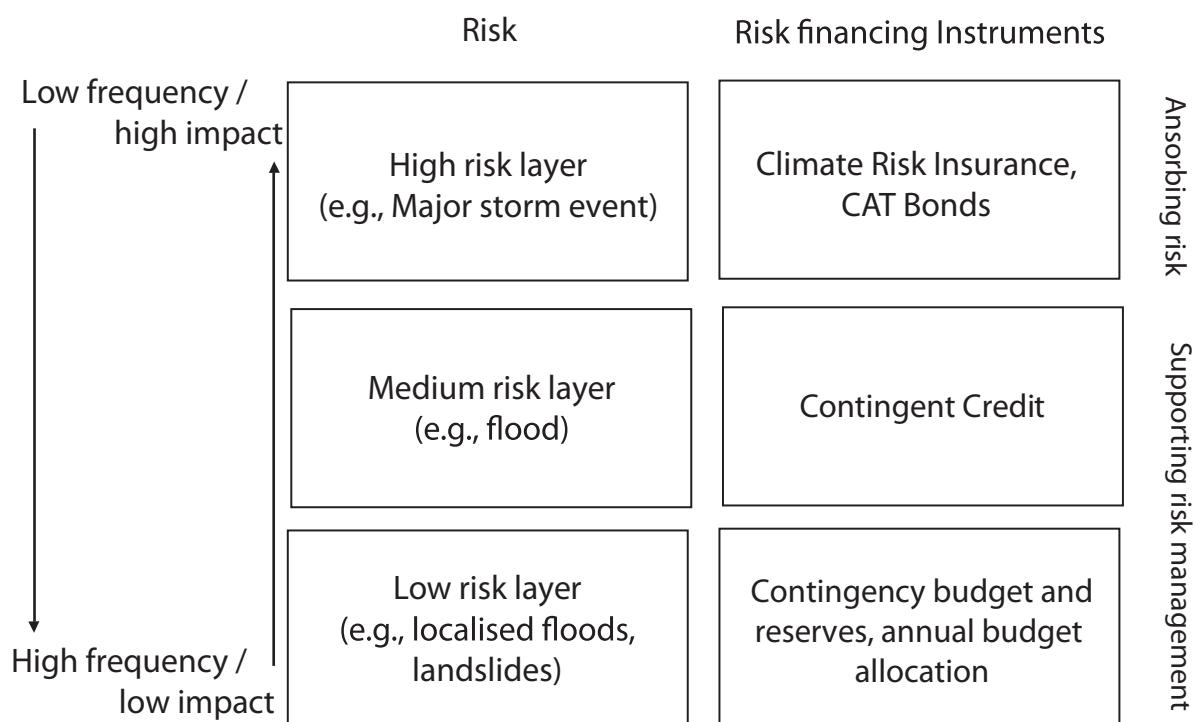 Risk
Risk financing Instruments
Low frequency /
high impact
High risk layer
(e.g., Major storm event)
Climate Risk Insurance,
CAT Bonds
Ansorbing risk
Medium risk layer
(e.g., flood)
Contingent Credit
Supporting risk management
High frequency /
low impact
Low risk layer
(e.g., localised floods,
landslides)
Contingency budget and
reserves, annual budget
allocation